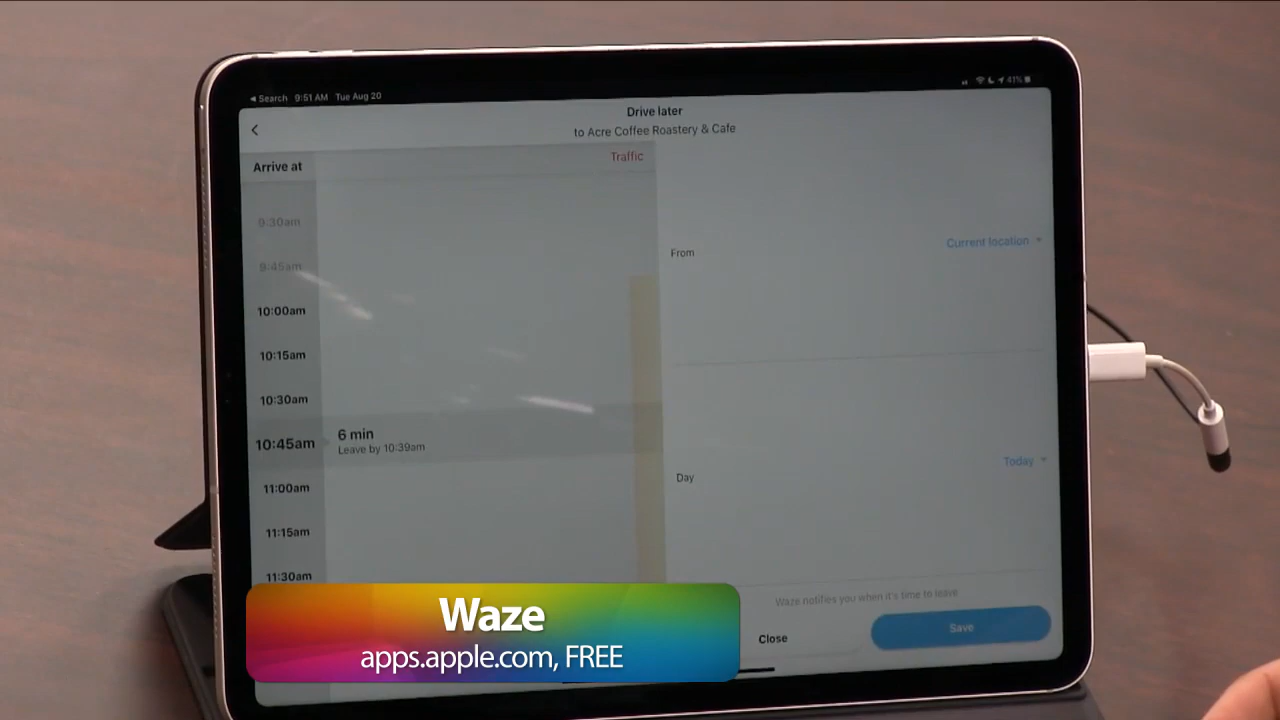 Search 9:51 AM Tue Aug 20
41%
Drive later
to Acre Coffee Roastery & Cafe
Arrive at
Traffic
9:30am
9:45am
10:00am
10:15am
10:30am
10:45am
6 min
Leave by 10:39am
11:00am
11:15am
11:30am
From
Current location
Day
Today
Waze notifies you when it's time to leave
Close
Save
Waze
apps.apple.com, FREE